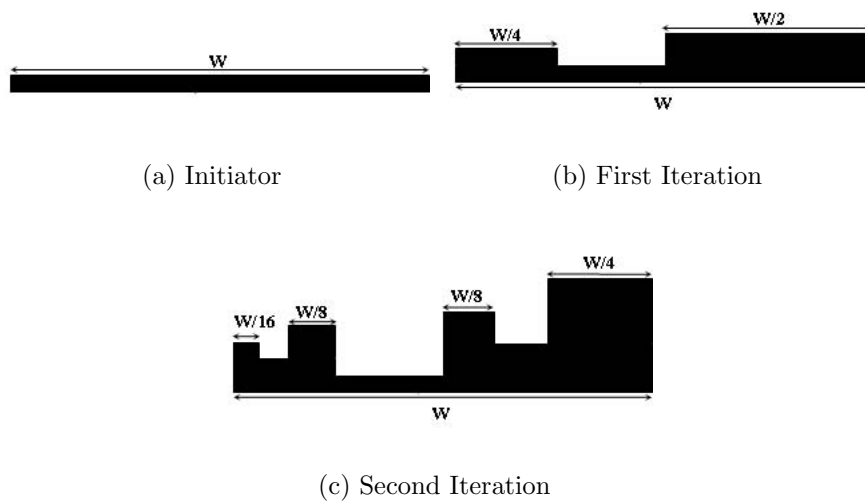 W
(a) Initiator
W/4
W/2
W
(b) First Iteration
W/16
W/8
W/8
W/4
W
(c) Second Iteration